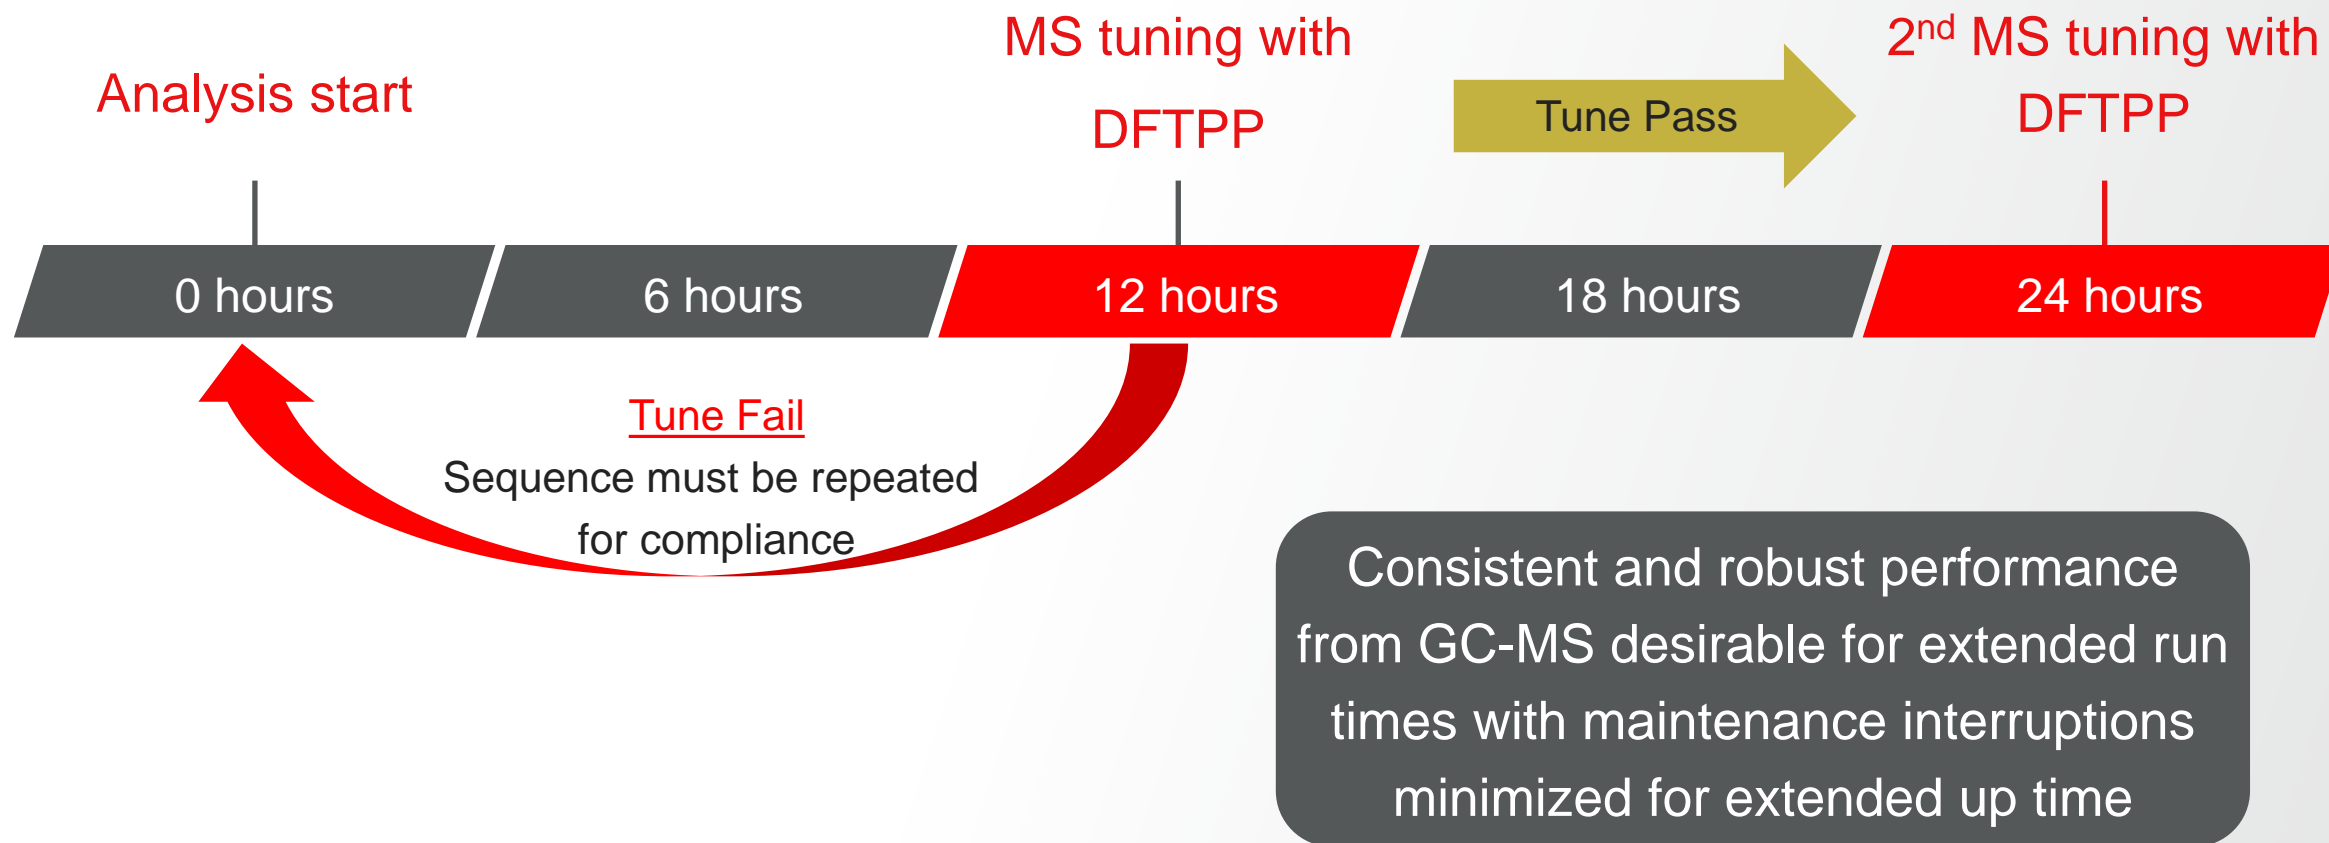 Analysis start
MS tuning with
DFTPP
Tune Pass
2nd MS tuning with
DFTPP
0 hours
6 hours
12 hours
18 hours
24 hours
Tune Fail
Sequence must be repeated
for compliance
Consistent and robust performance
from GC-MS desirable for extended run
times with maintenance interruptions
minimized for extended up time